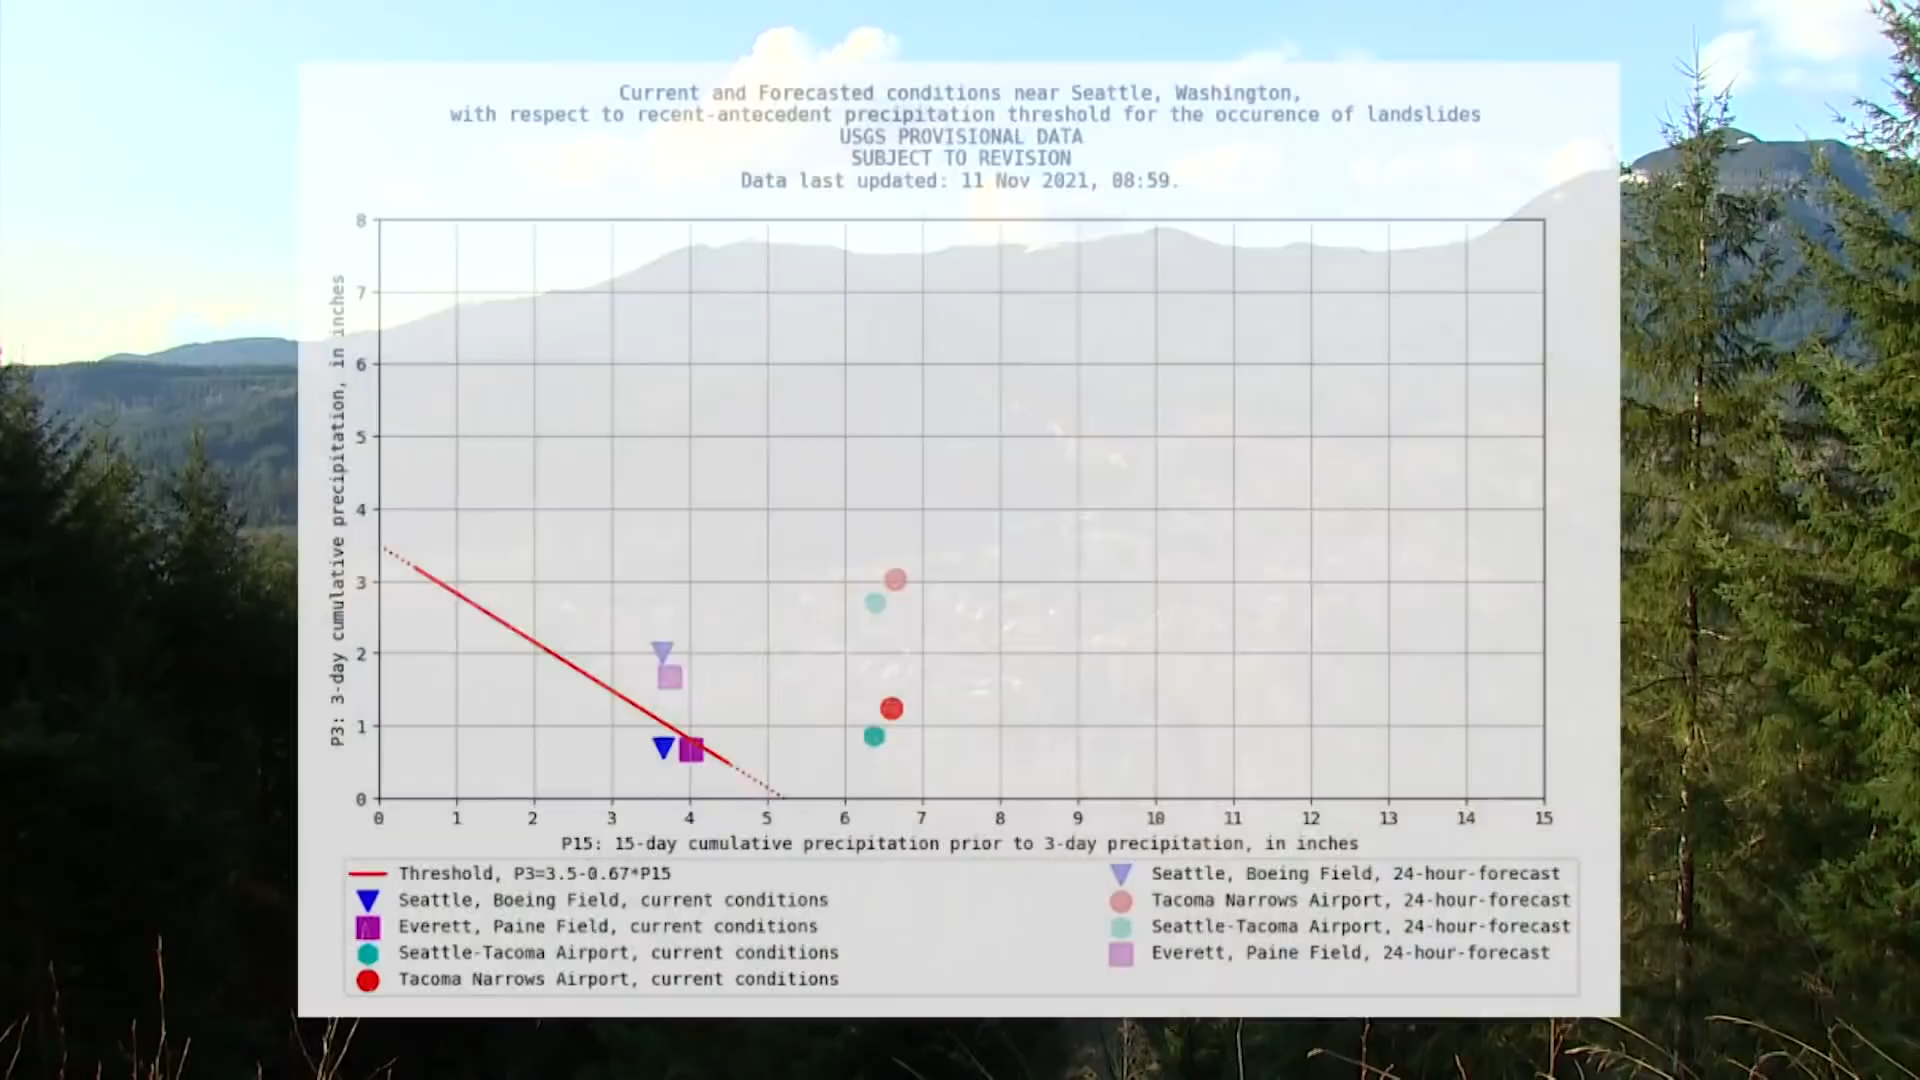 Current and Forecasted conditions near Seattle, Washington,
with respect to recent-antecedent precipitation threshold for the occurence of landslides
USGS PROVISIONAL DATA
SUBJECT TO REVISION
Data last updated: 11 Nov 2021, 08:59.
8
7
6
5
4
3
2
1
0
P3: 3-day cumulative precipitation, in inches
0 1 2 3 4 5 6 7 8 9 10 11 12 13 14 15
P15: 15-day cumulative precipitation prior to 3-day precipitation, in inches
Threshold, P3=3.5-0.67*P15
Seattle, Boeing Field, current conditions
Everett, Paine Field, current conditions
Seattle-Tacoma Airport, current conditions
Tacoma Narrows Airport, current conditions
Seattle, Boeing Field, 24-hour-forecast
Tacoma Narrows Airport, 24-hour-forecast
Seattle-Tacoma Airport, 24-hour-forecast
Everett, Paine Field, 24-hour-forecast